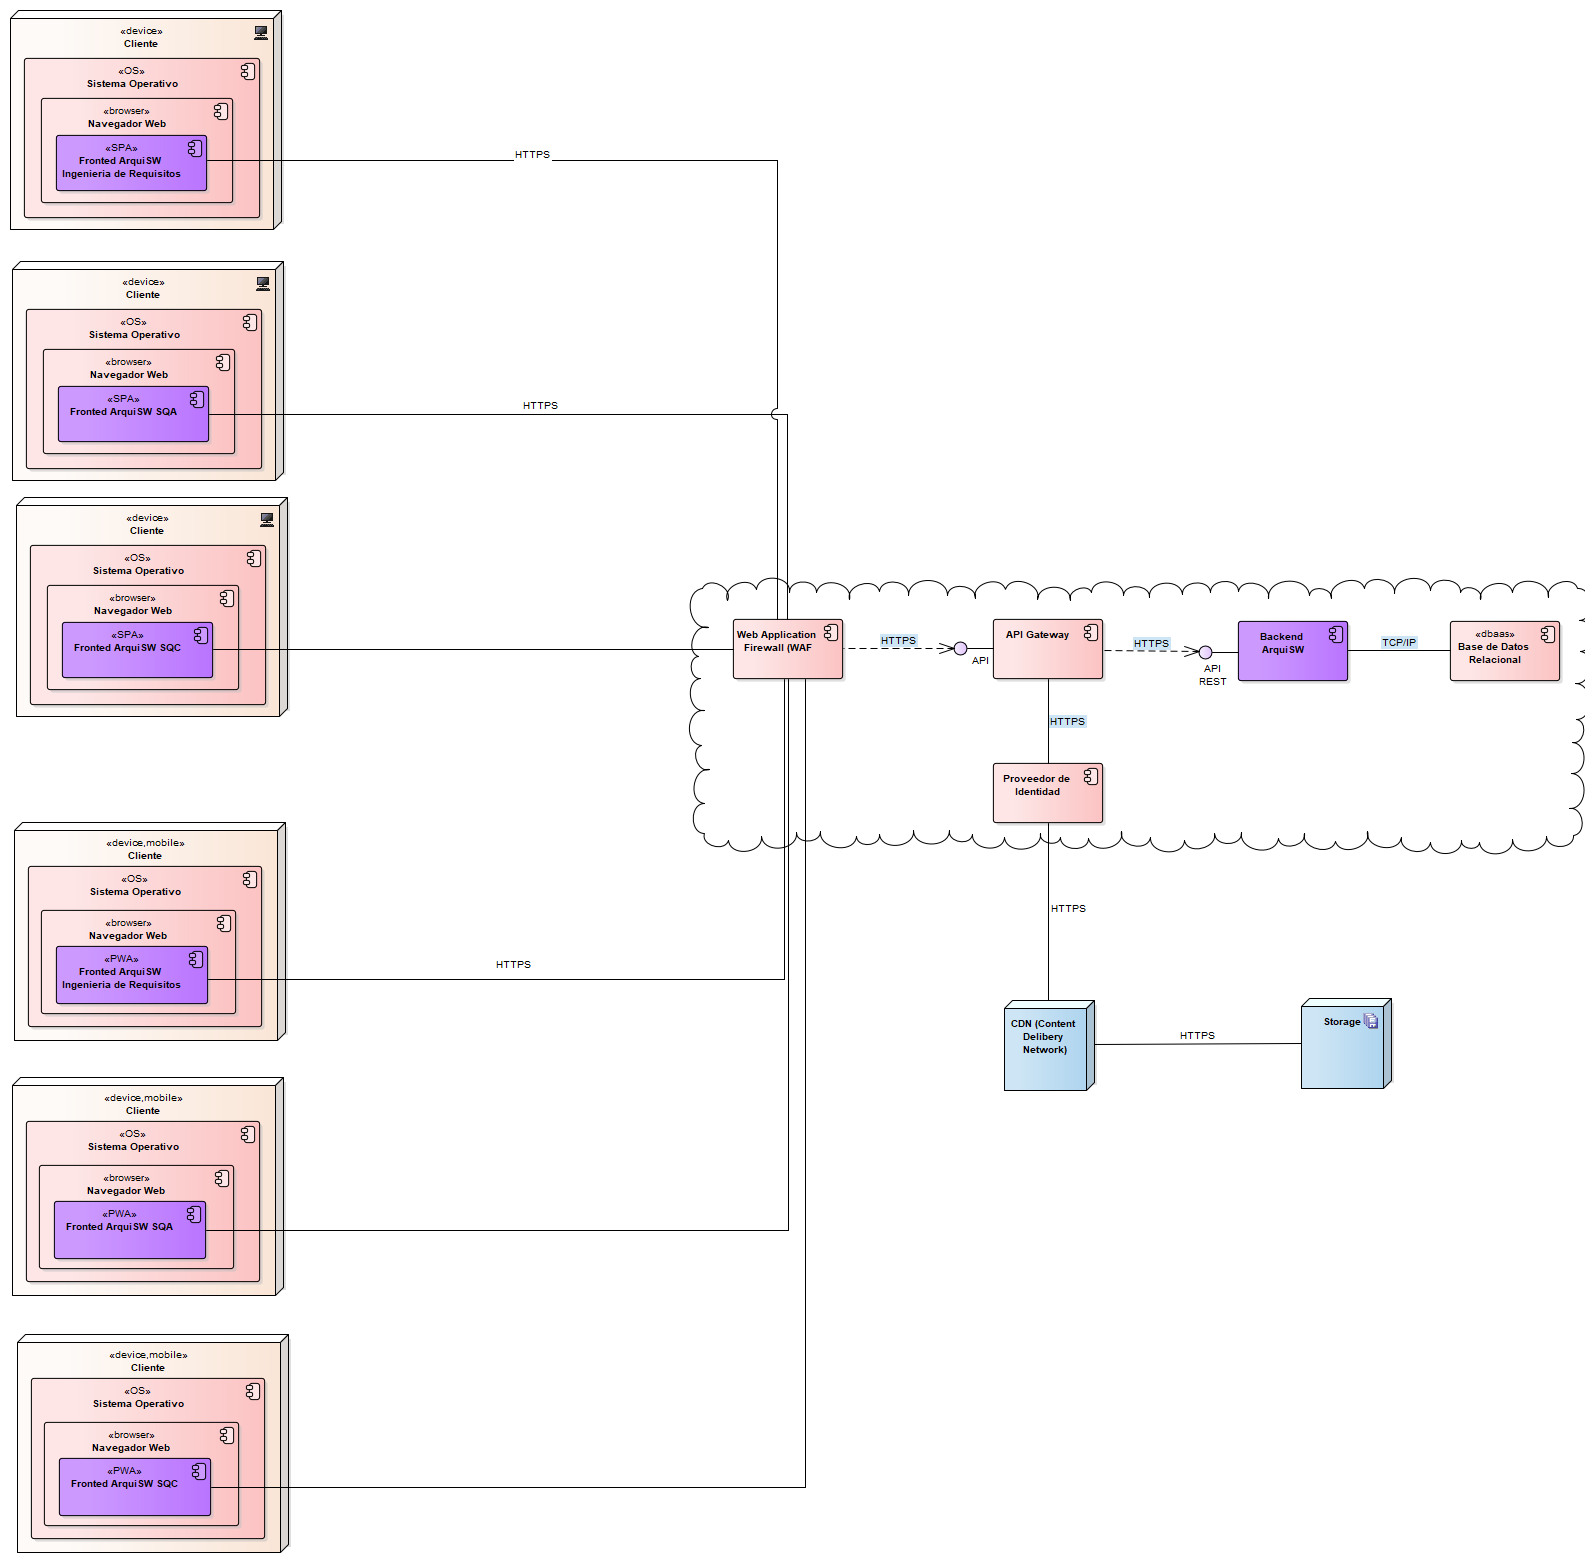 «device»
Cliente
«OS»
Sistema Operativo
«browser»
Navegador Web
«SPA»
Fronted ArquiSW
Ingenieria de Requisitos
HTTPS
«device»
Cliente
«OS»
Sistema Operativo
«browser»
Navegador Web
«SPA»
Fronted ArquiSW SQA
HTTPS
«device»
Cliente
«OS»
Sistema Operativo
«browser»
Navegador Web
«SPA»
Fronted ArquiSW SQC
Web Application
Firewall (WAF
HTTPS
API
API Gateway
HTTPS
API
REST
Backend
ArquiSW
TCP/IP
«dbaas»
Base de Datos
Relacional
HTTPS
Proveedor de
Identidad
«device,mobile»
Cliente
«OS»
Sistema Operativo
«browser»
Navegador Web
«PWA»
Fronted ArquiSW
Ingenieria de Requisitos
HTTPS
HTTPS
CDN (Content
Delibery
Network)
HTTPS
Storage
«device,mobile»
Cliente
«OS»
Sistema Operativo
«browser»
Navegador Web
«PWA»
Fronted ArquiSW SQA
«device,mobile»
Cliente
«OS»
Sistema Operativo
«browser»
Navegador Web
«PWA»
Fronted ArquiSW SQC